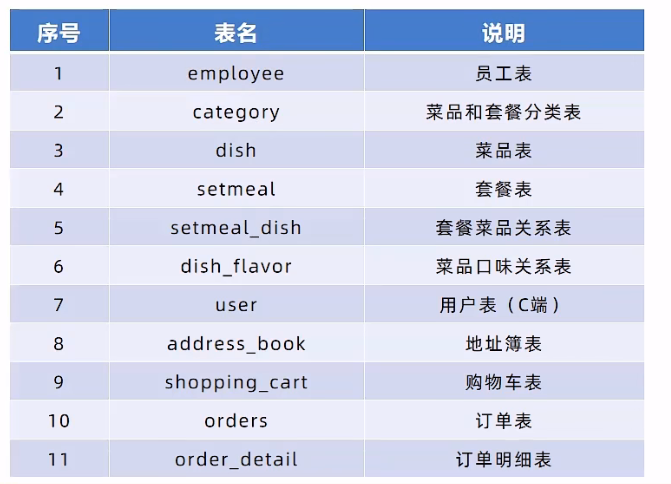 序号 表名 说明
1 employee 员工表
2 category 菜品和套餐分类表
3 dish 菜品表
4 setmeal 套餐表
5 setmeal_dish 套餐菜品关系表
6 dish_flavor 菜品口味关系表
7 user 用户表（C端）
8 address_book 地址簿表
9 shopping_cart 购物车表
10 orders 订单表
11 order_detail 订单明细表